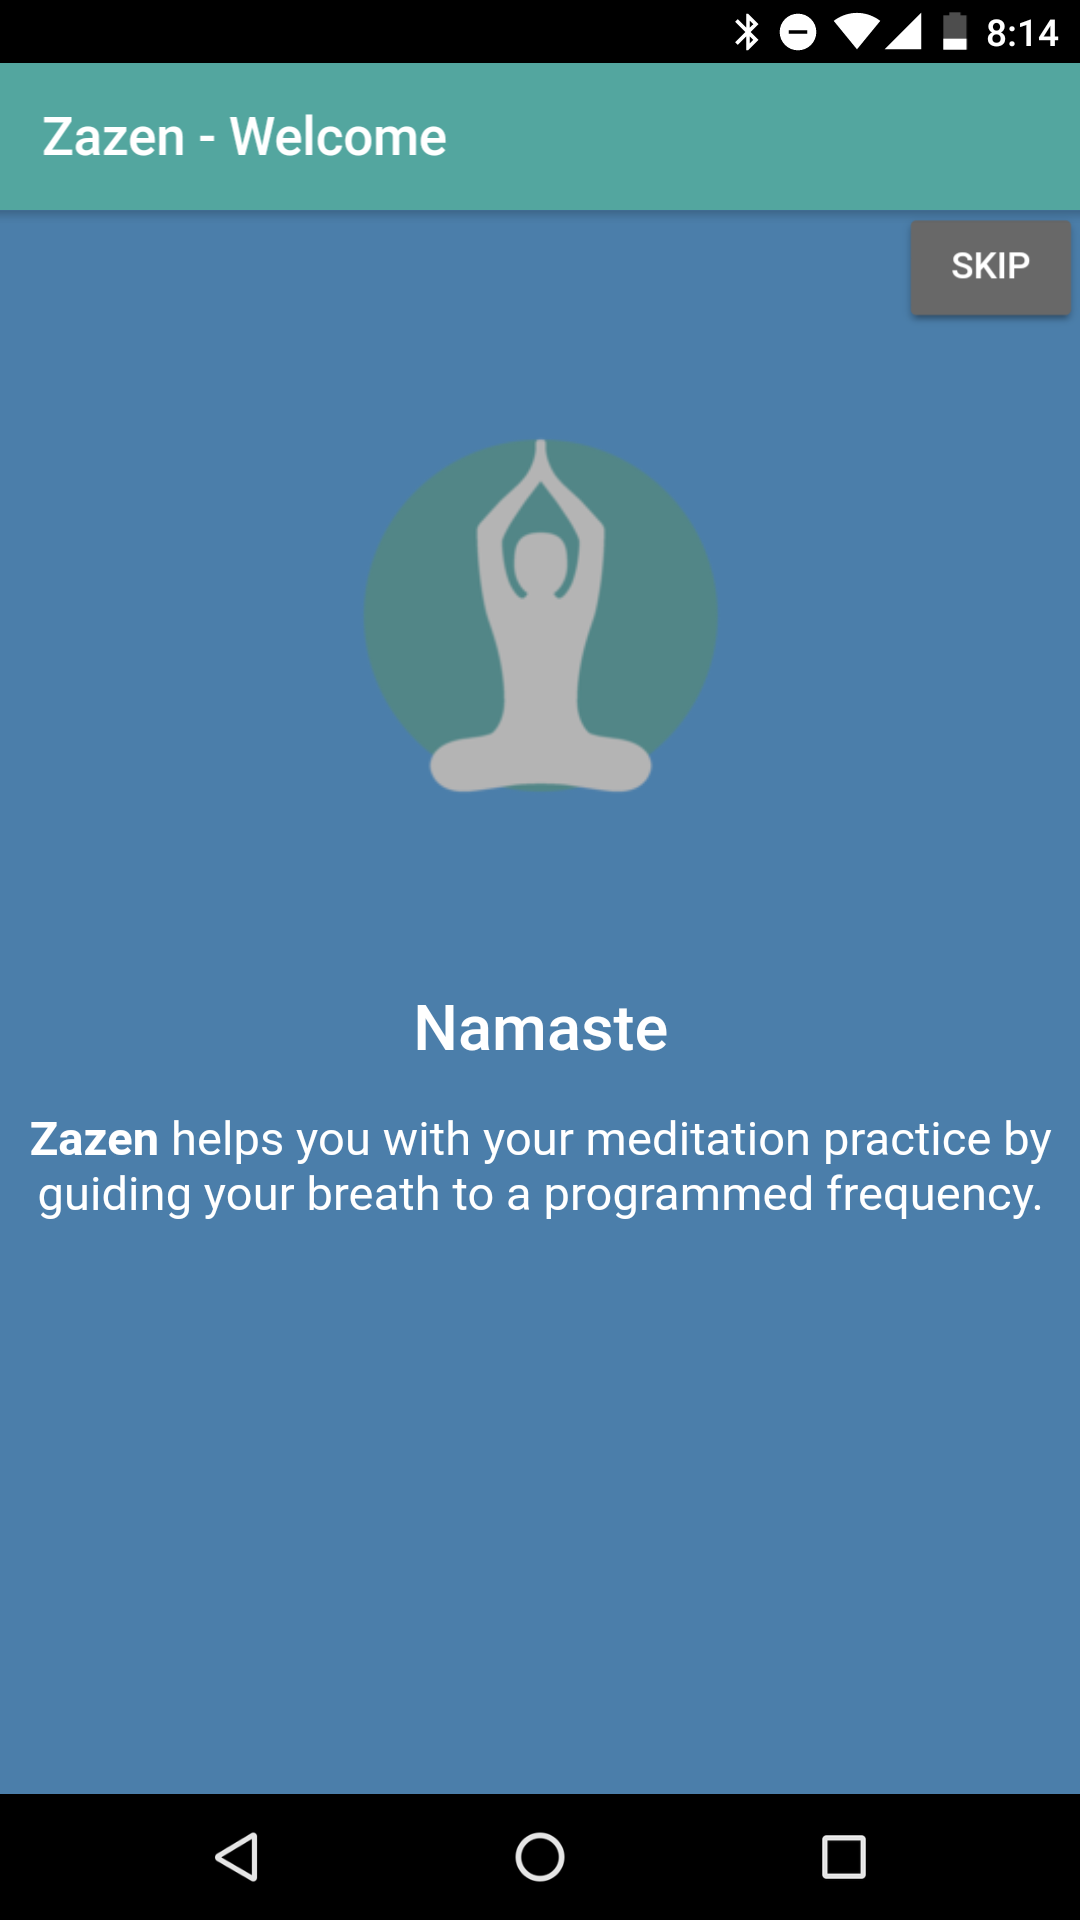 8:14
Zazen - Welcome
SKIP
Namaste
Zazen helps you with your meditation practice by
guiding your breath to a programmed frequency.